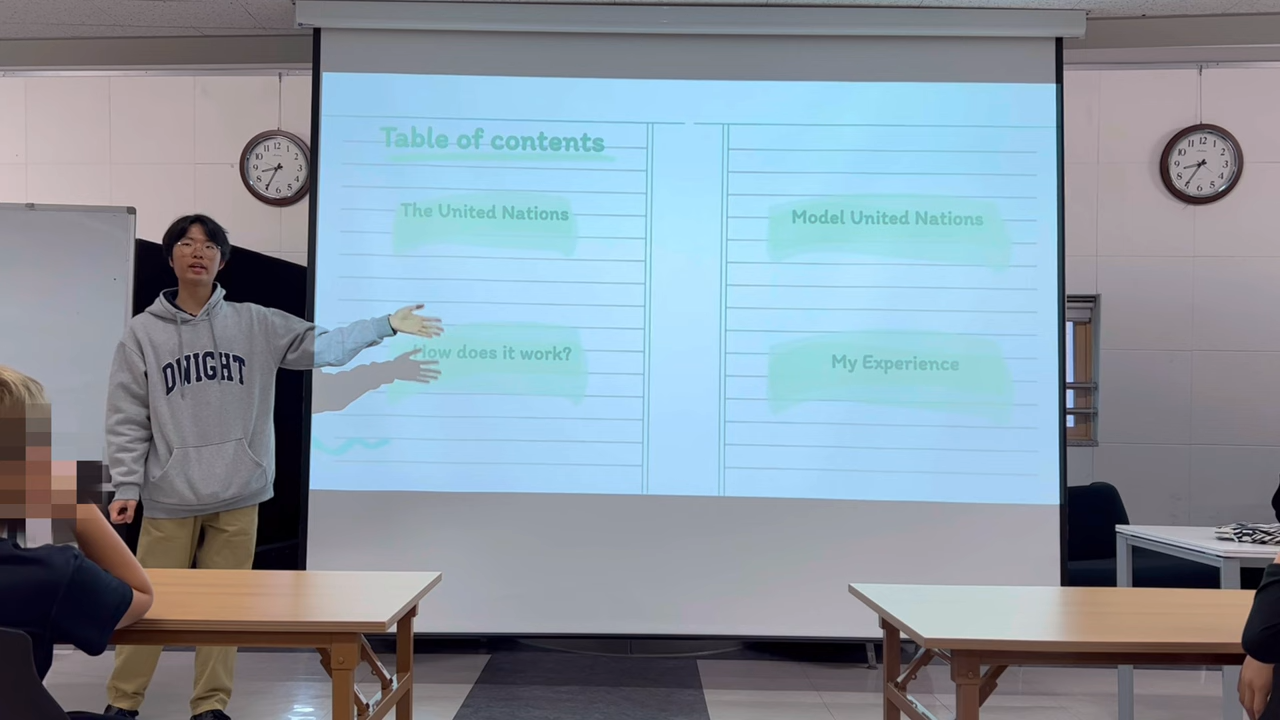 Table of contents
The United Nations
Model United Nations
How does it work?
My Experience
DWIGHT